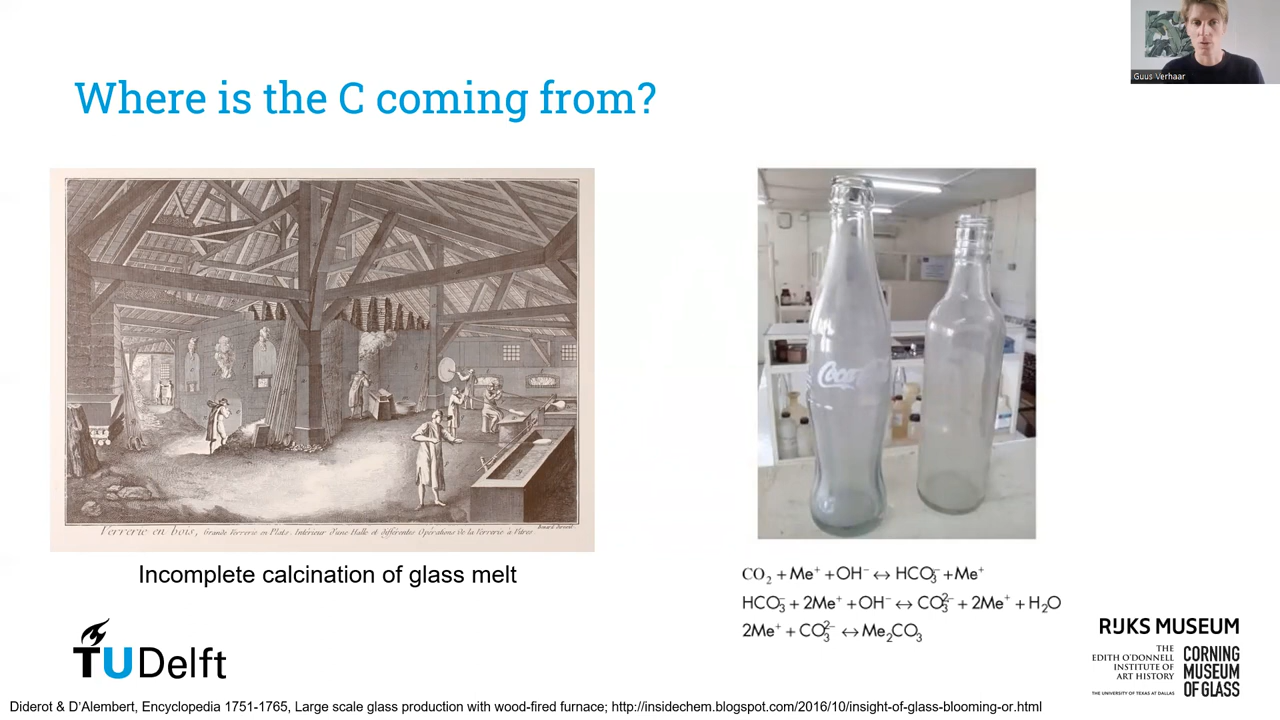 Where is the C coming from?
Guus Verhaar
Coca
Verrerie en bois, Grande Verrerie en Plats. Intérieur d'une Halle et différentes Opérations de la Verrerie à Vitres
Incomplete calcination of glass melt
CO₂ + Me⁺ + OH⁻ ↔ HCO₃⁻ + Me⁺
HCO₃⁻ + 2Me⁺ + OH⁻ ↔ CO₃²⁻ + 2Me⁺ + H₂O
2Me⁺ + CO₃²⁻ ↔ Me₂CO₃
TUDelft
RIJKS MUSEUM
THE
EDITH O'DONNELL
INSTITUTE OF
ART HISTORY
THE UNIVERSITY OF TEXAS AT DALLAS
CORNING
MUSEUM
OF GLASS
Diderot & D'Alembert, Encyclopedia 1751-1765, Large scale glass production with wood-fired furnace; http://insidechem.blogspot.com/2016/10/insight-of-glass-blooming-or.html